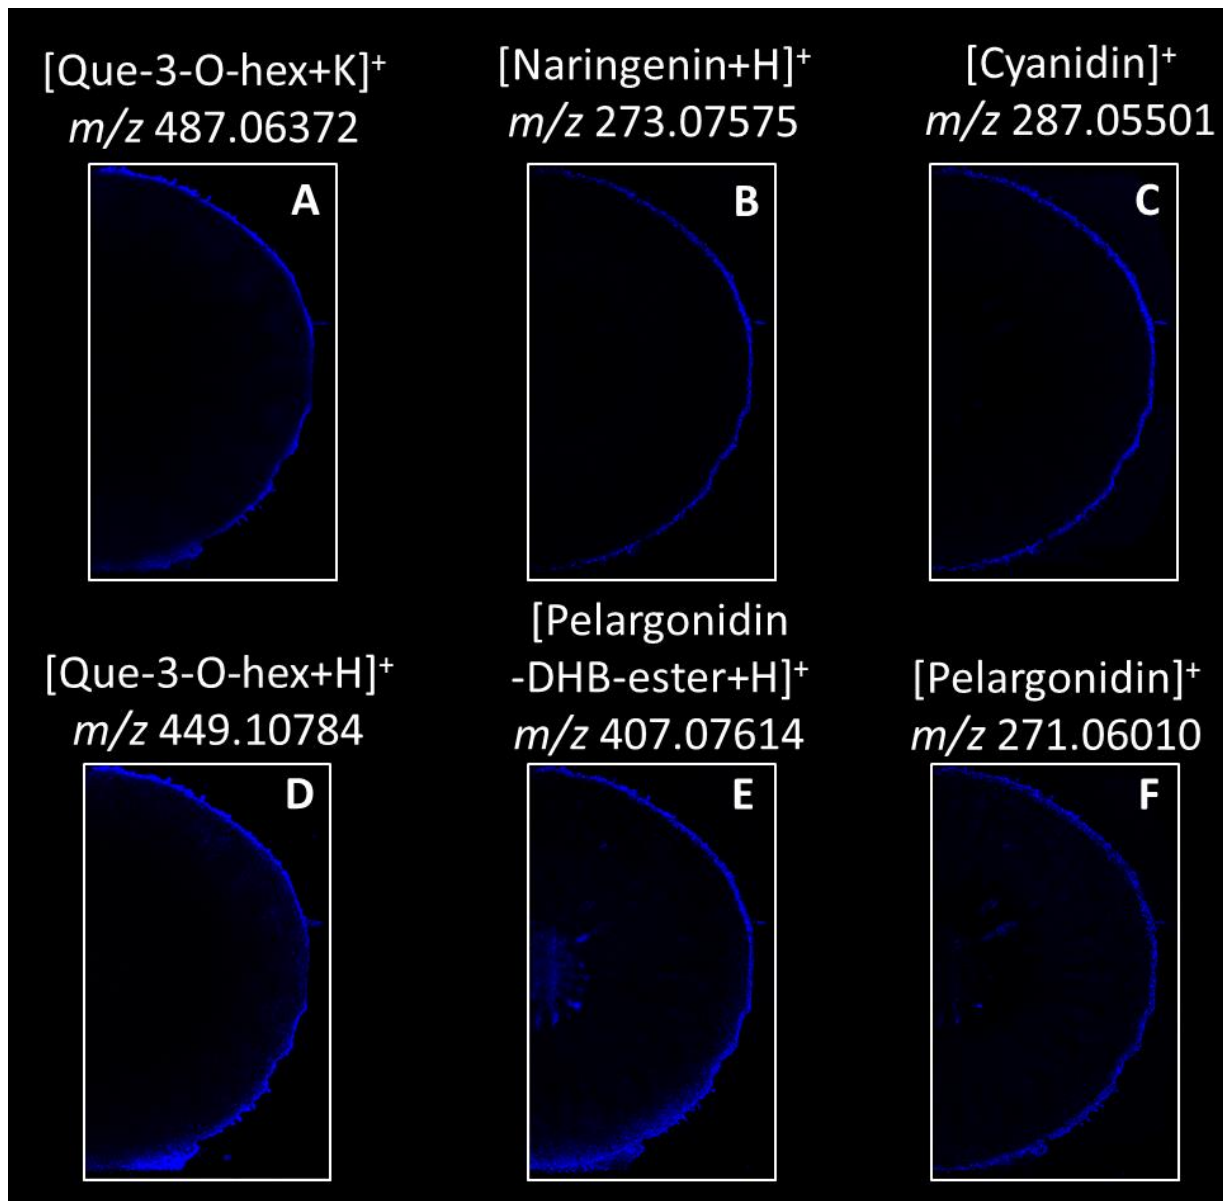 [Que-3-O-hex+K]⁺
m/z 487.06372
A
[Naringenin+H]⁺
m/z 273.07575
B
[Cyanidin]⁺
m/z 287.05501
C
[Que-3-O-hex+H]⁺
m/z 449.10784
D
[Pelargonidin
-DHB-ester+H]⁺
m/z 407.07614
E
[Pelargonidin]⁺
m/z 271.06010
F